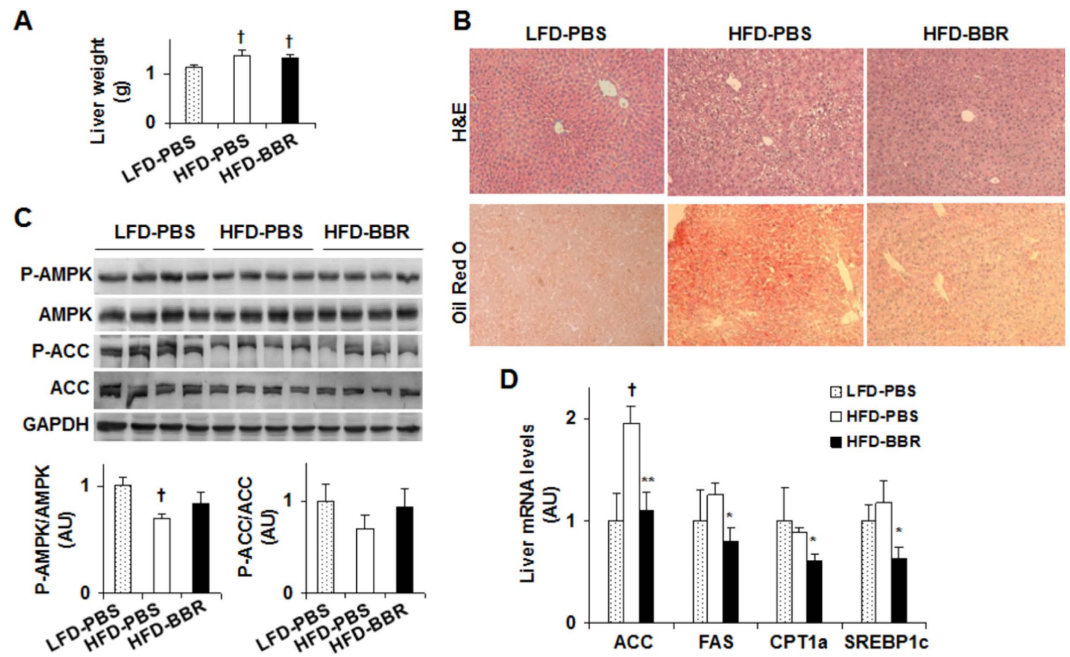 A
Liver weight
(g)
†
†
1
0
LFD-PBS
HFD-PBS
HFD-BBR
B
LFD-PBS
HFD-PBS
HFD-BBR
H&E
Oil Red O
C
LFD-PBS
HFD-PBS
HFD-BBR
P-AMPK
AMPK
P-ACC
ACC
GAPDH
P-AMPK/AMPK
(AU)
†
1
0
LFD-PBS
HFD-PBS
HFD-BBR
P-ACC/ACC
(AU)
1
0
LFD-PBS
HFD-PBS
HFD-BBR
D
LFD-PBS
HFD-PBS
HFD-BBR
Liver mRNA levels
(AU)
2
1
0
†
**
*
*
*
ACC
FAS
CPT1a
SREBP1c